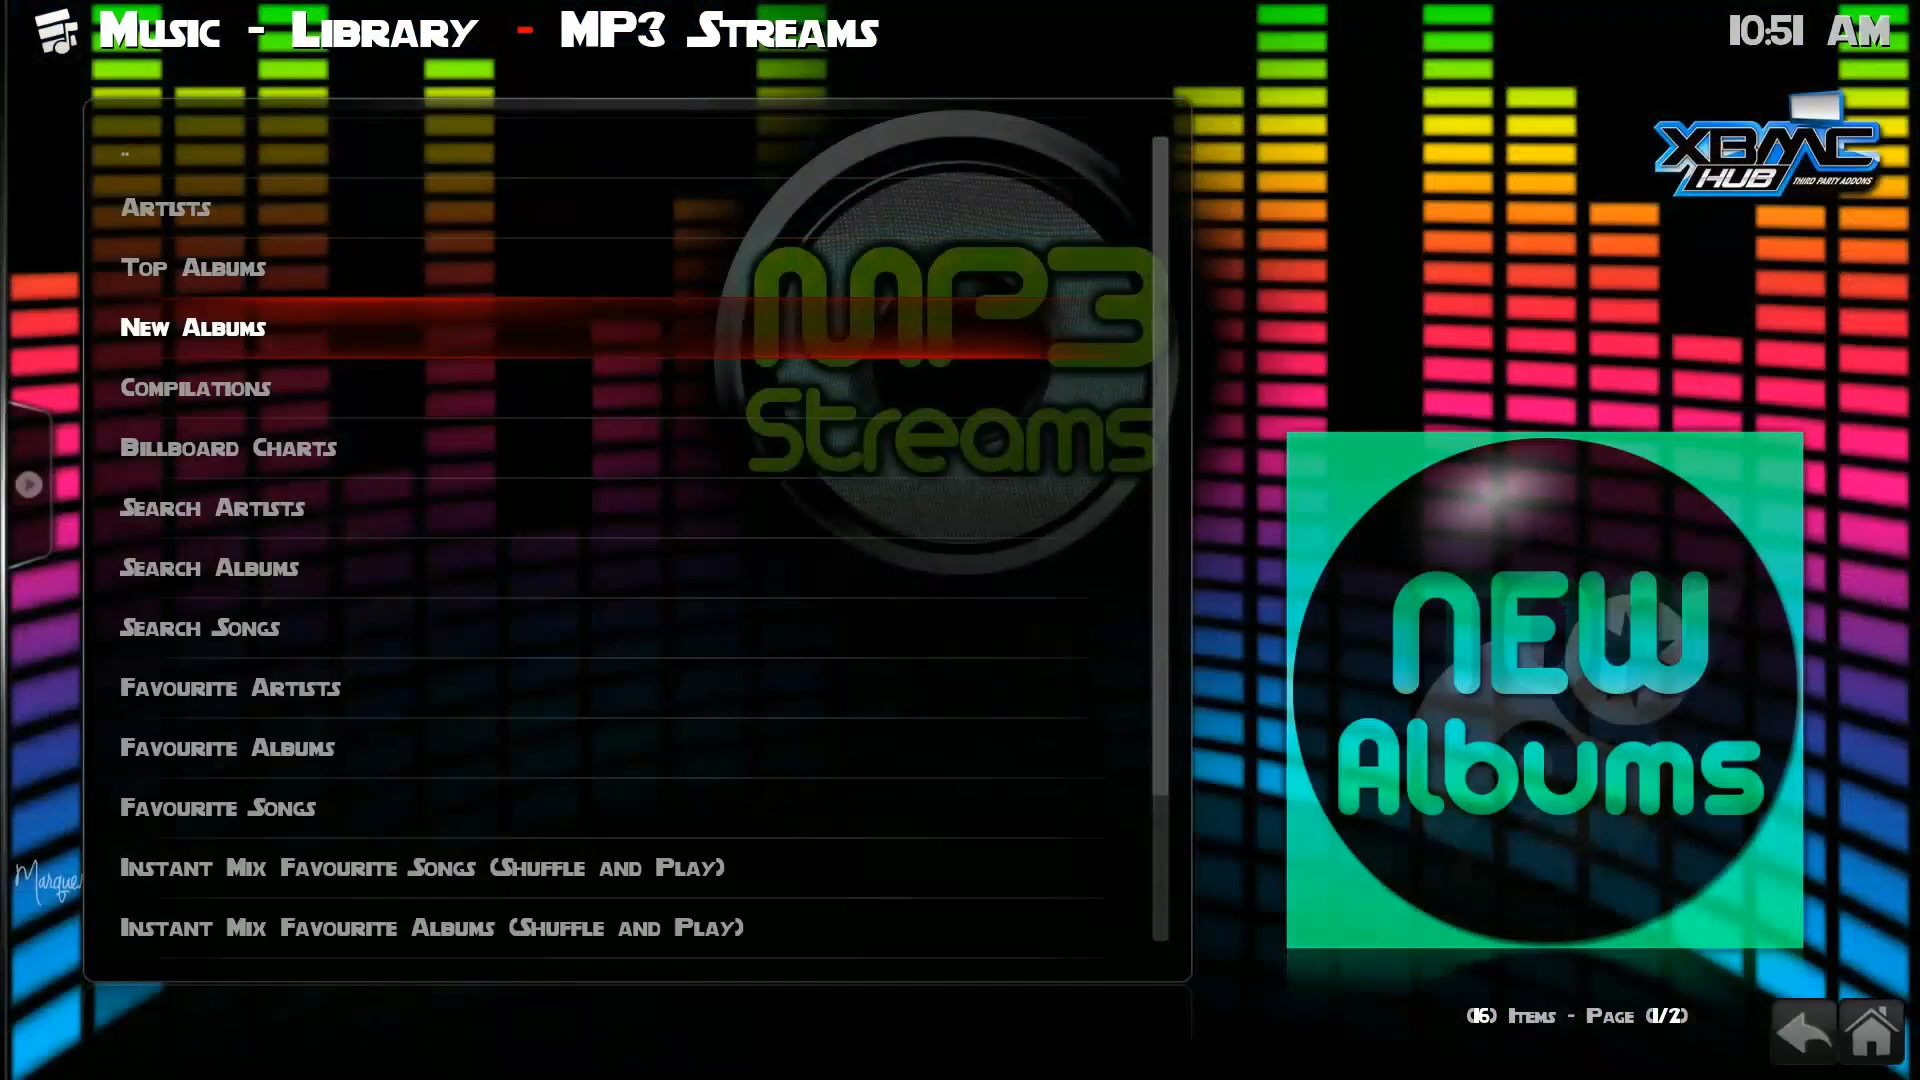 Music - Library - MP3 Streams
10:51 AM
XBMC
HUB THIRD PARTY ADDONS
..
Artists
Top Albums
New Albums
Compilations
Billboard Charts
Search Artists
Search Albums
Search Songs
Favourite Artists
Favourite Albums
Favourite Songs
Instant Mix Favourite Songs (Shuffle and Play)
Instant Mix Favourite Albums (Shuffle and Play)
MP3
Streams
NEW
Albums
Marque
(16) Items - Page (1/2)